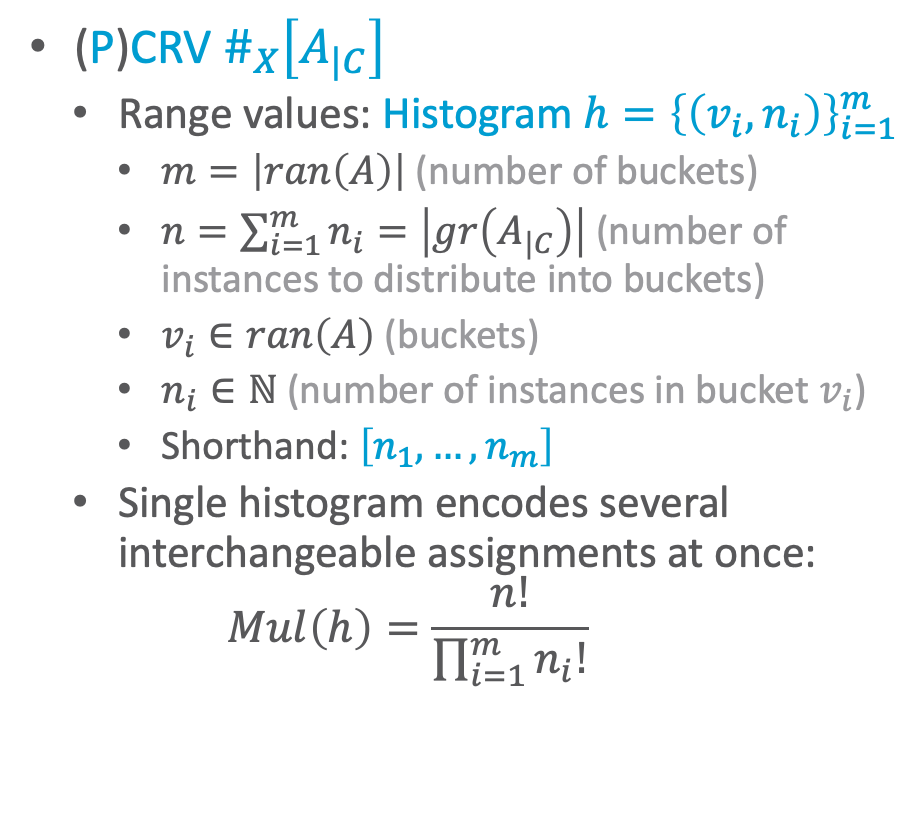 • (P)CRV #_X[A_{|C}]
• Range values: Histogram h = {(v_i, n_i)}_{i=1}^m
• m = |ran(A)| (number of buckets)
• n = ∑_{i=1}^m n_i = |gr(A_{|C})| (number of
instances to distribute into buckets)
• v_i ∈ ran(A) (buckets)
• n_i ∈ ℕ (number of instances in bucket v_i)
• Shorthand: [n_1, …, n_m]
• Single histogram encodes several
interchangeable assignments at once:
Mul(h) = n! / ∏_{i=1}^m n_i!